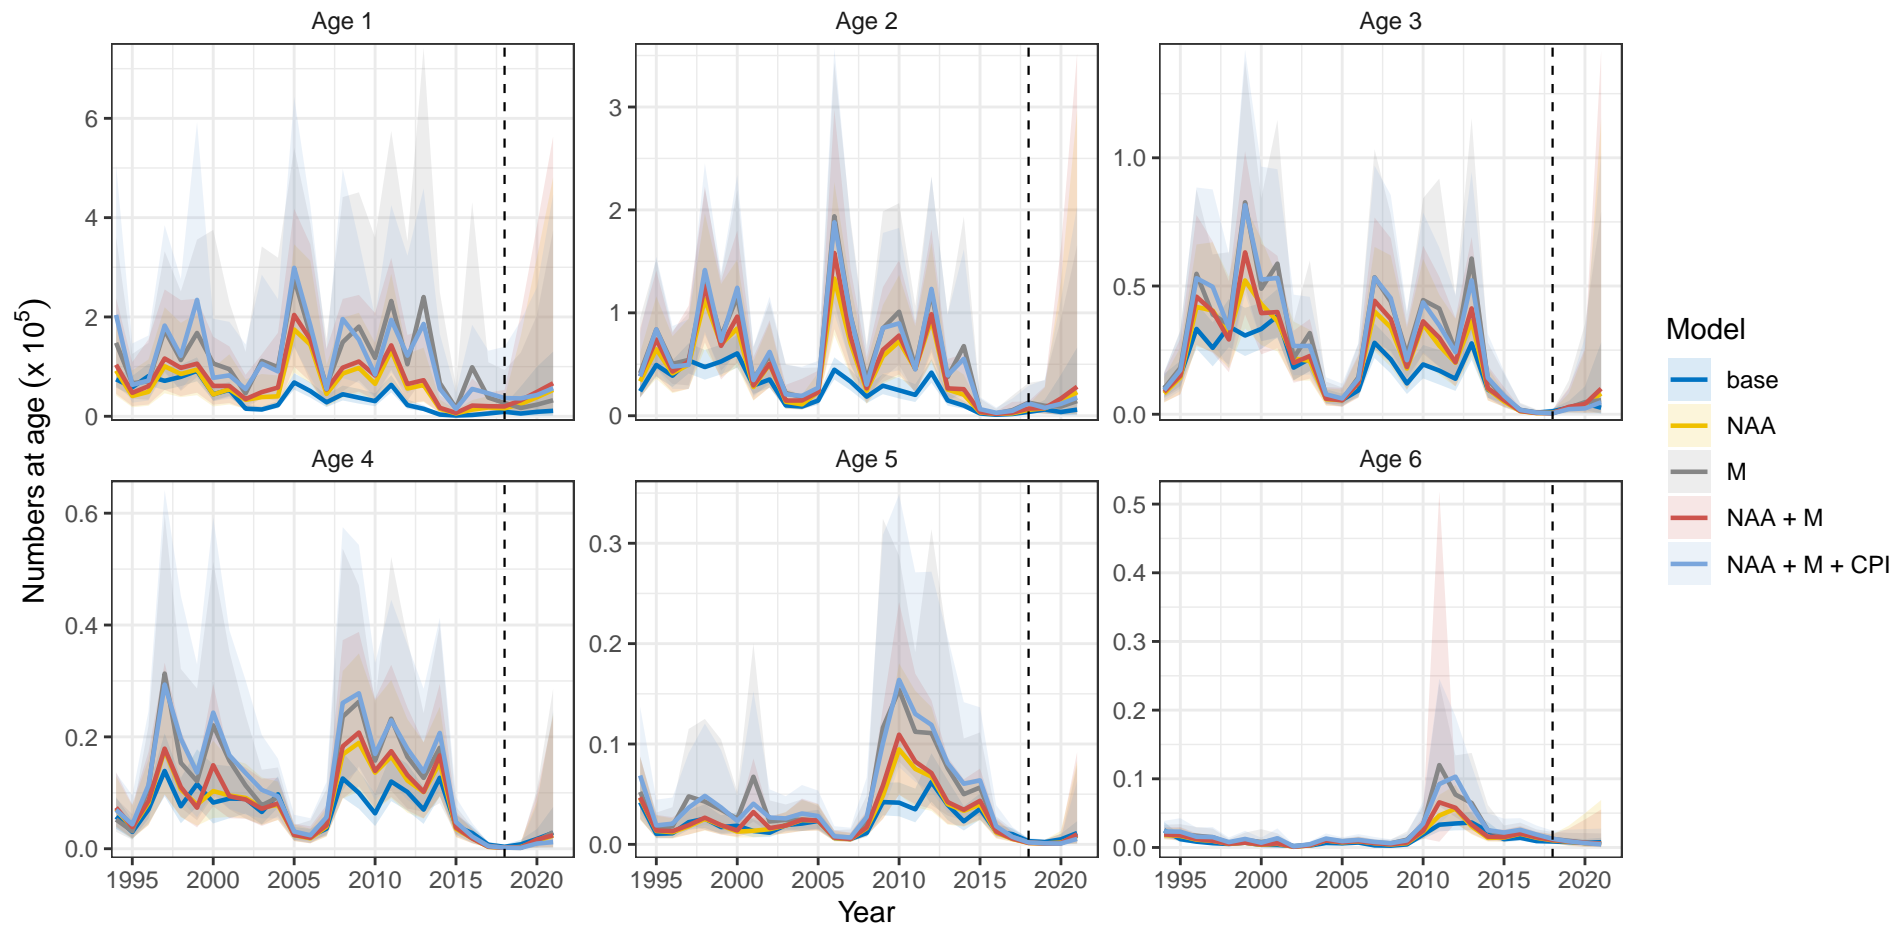 Age 1 Age 2 Age 3
6
4
2
0
3
2
1
0
1.0
0.5
0.0
Numbers at age (x 10⁵)
Age 4 Age 5 Age 6
0.6
0.4
0.2
0.0
0.3
0.2
0.1
0.0
0.5
0.4
0.3
0.2
0.1
0.0
1995 2000 2005 2010 2015 2020 1995 2000 2005 2010 2015 2020 1995 2000 2005 2010 2015 2020
Year
Model
base
NAA
M
NAA + M
NAA + M + CPI